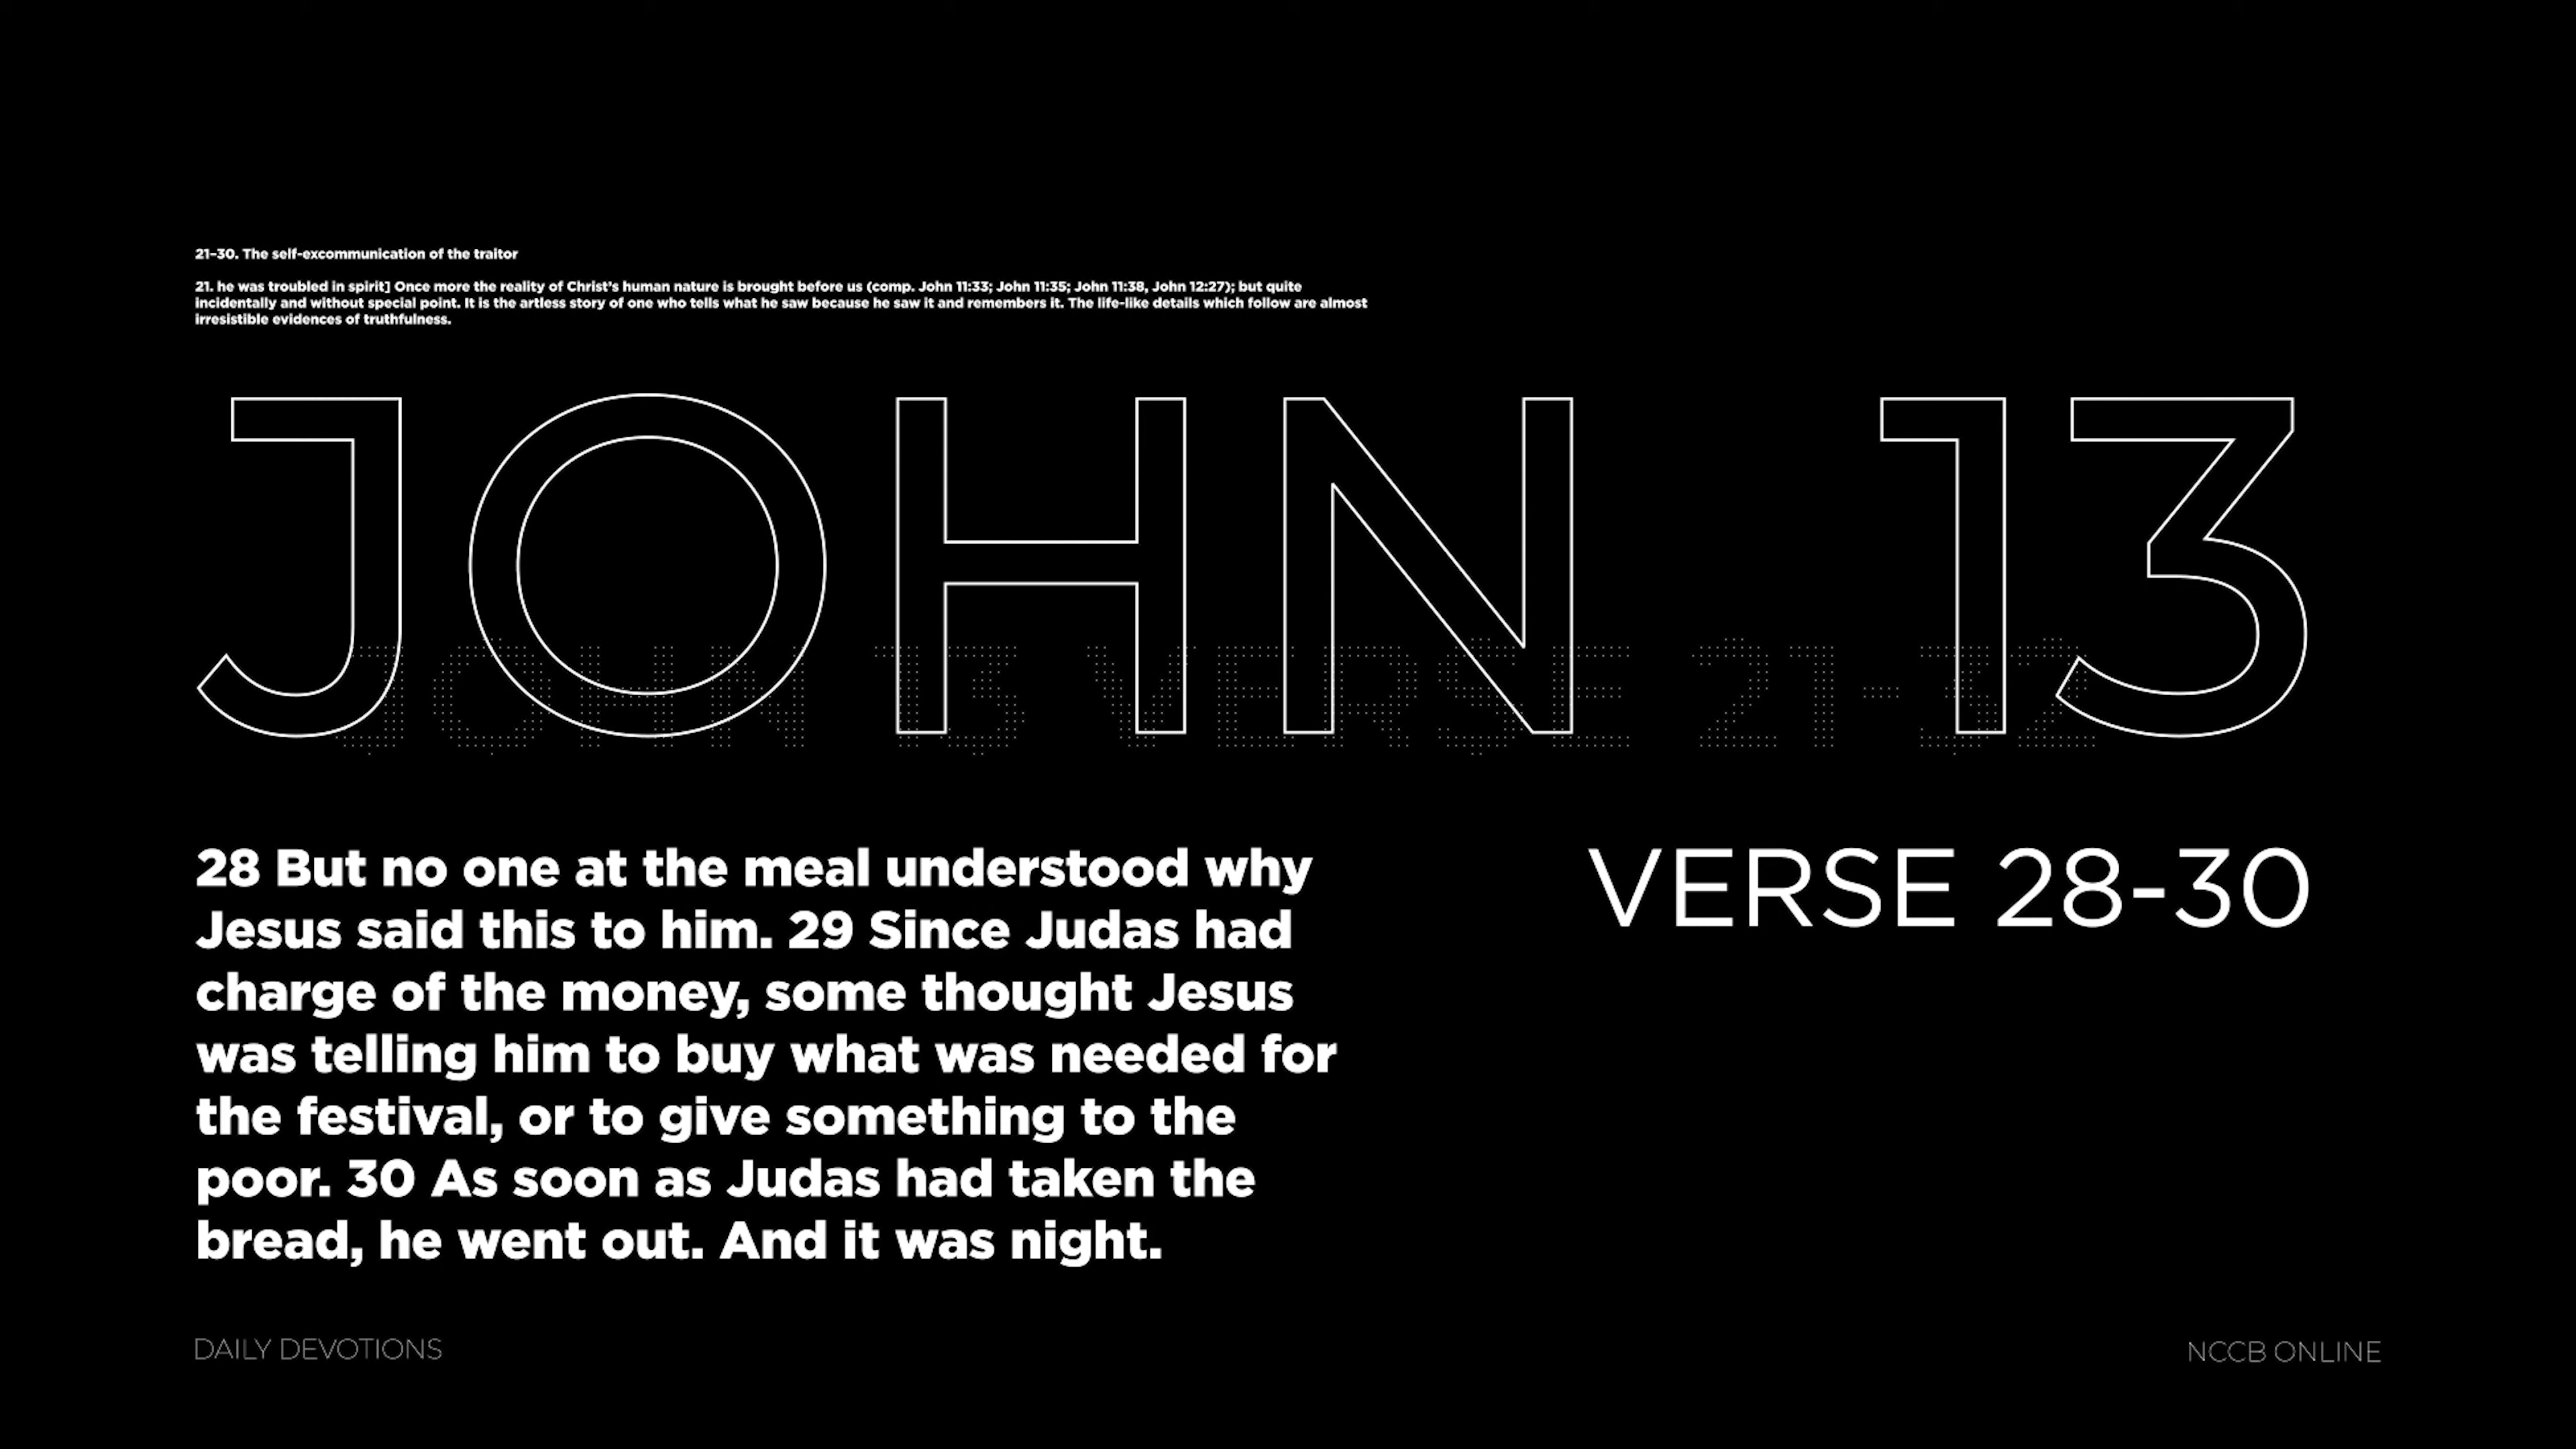 21-30. The self-excommunication of the traitor
21. he was troubled in spirit] Once more the reality of Christ's human nature is brought before us (comp. John 11:33; John 11:35; John 11:38, John 12:27); but quite
incidentally and without special point. It is the artless story of one who tells what he saw because he saw it and remembers it. The life-like details which follow are almost
irresistible evidences of truthfulness.
JOHN 13
JOHN 13 VERSE 21-32
28 But no one at the meal understood why
Jesus said this to him. 29 Since Judas had
charge of the money, some thought Jesus
was telling him to buy what was needed for
the festival, or to give something to the
poor. 30 As soon as Judas had taken the
bread, he went out. And it was night.
VERSE 28-30
DAILY DEVOTIONS
NCCB ONLINE